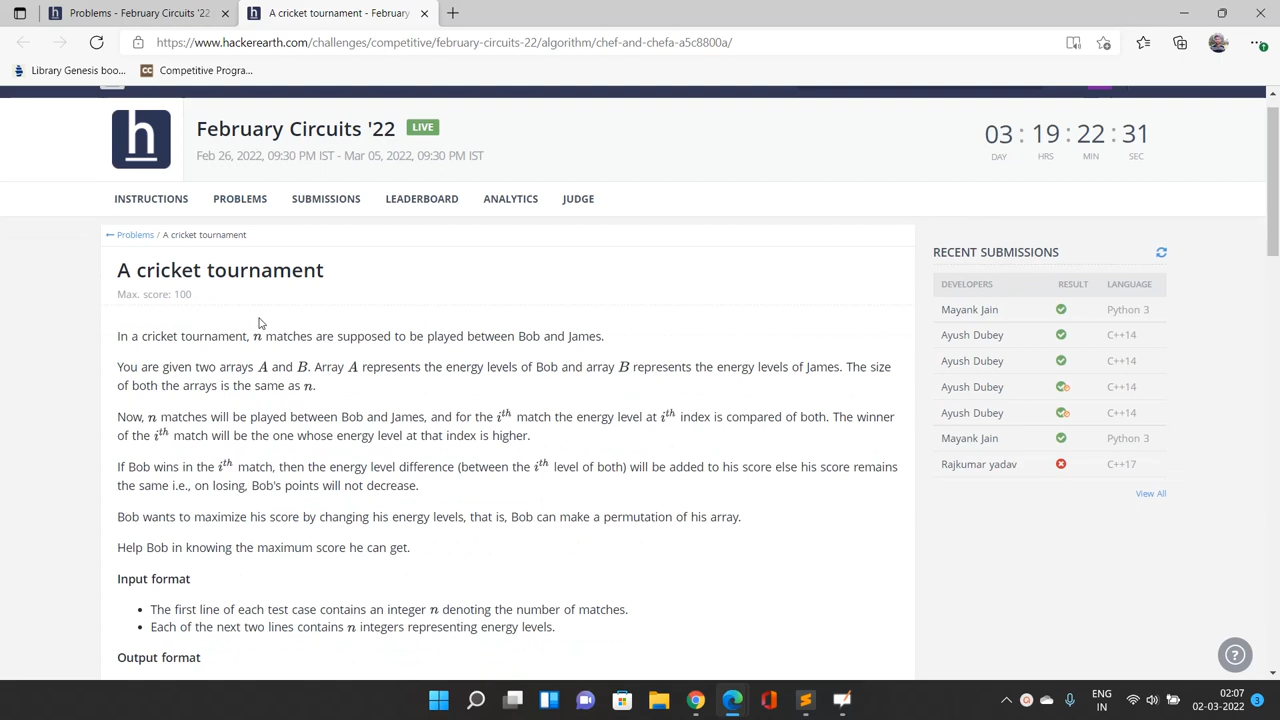 Problems - February Circuits '22
A cricket tournament - February
https://www.hackerearth.com/challenges/competitive/february-circuits-22/algorithm/chef-and-chefa-a5c8800a/
Library Genesis boo...
Competitive Progra...
h
February Circuits '22 LIVE
Feb 26, 2022, 09:30 PM IST - Mar 05, 2022, 09:30 PM IST
03 : 19 : 22 : 31
DAY HRS MIN SEC
INSTRUCTIONS PROBLEMS SUBMISSIONS LEADERBOARD ANALYTICS JUDGE
← Problems / A cricket tournament
A cricket tournament
Max. score: 100
In a cricket tournament, n matches are supposed to be played between Bob and James.
You are given two arrays A and B. Array A represents the energy levels of Bob and array B represents the energy levels of James. The size
of both the arrays is the same as n.
Now, n matches will be played between Bob and James, and for the i^th match the energy level at i^th index is compared of both. The winner
of the i^th match will be the one whose energy level at that index is higher.
If Bob wins in the i^th match, then the energy level difference (between the i^th level of both) will be added to his score else his score remains
the same i.e., on losing, Bob's points will not decrease.
Bob wants to maximize his score by changing his energy levels, that is, Bob can make a permutation of his array.
Help Bob in knowing the maximum score he can get.
Input format
• The first line of each test case contains an integer n denoting the number of matches.
• Each of the next two lines contains n integers representing energy levels.
Output format
RECENT SUBMISSIONS
DEVELOPERS RESULT LANGUAGE
Mayank Jain Python 3
Ayush Dubey C++14
Ayush Dubey C++14
Ayush Dubey C++14
Ayush Dubey C++14
Mayank Jain Python 3
Rajkumar yadav C++17
View All
?
ENG
IN
02:07
02-03-2022
3